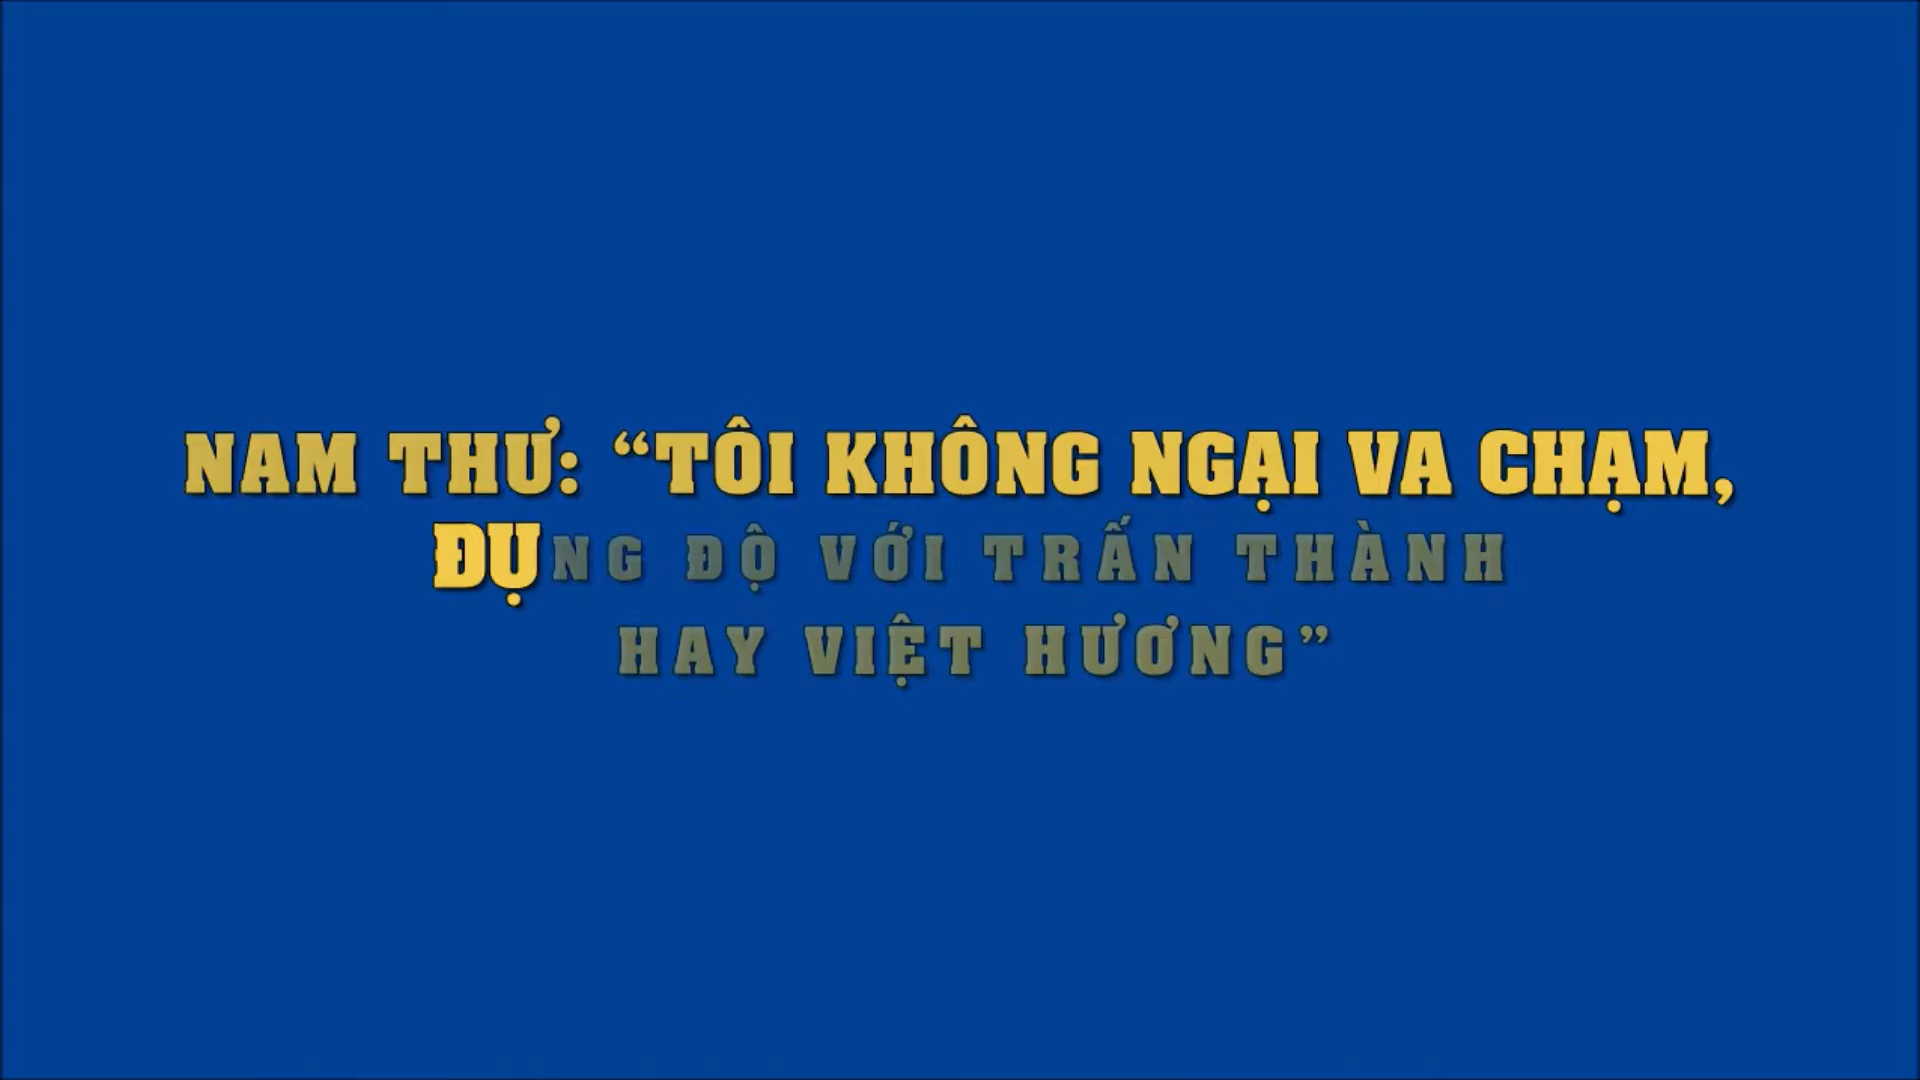 NAM THƯ: “TÔI KHÔNG NGẠI VA CHẠM,
ĐỤNG ĐỘ VỚI TRẤN THÀNH
HAY VIỆT HƯƠNG”